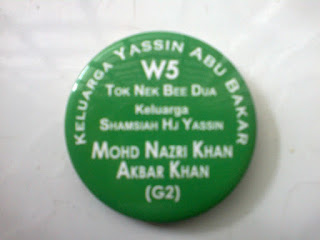 Keluarga Yassin Abu Bakar
W5
Tok Nek Bee Dua
Keluarga
Shamsiah Hj Yassin
Mohd Nazri Khan
Akbar Khan
(G2)